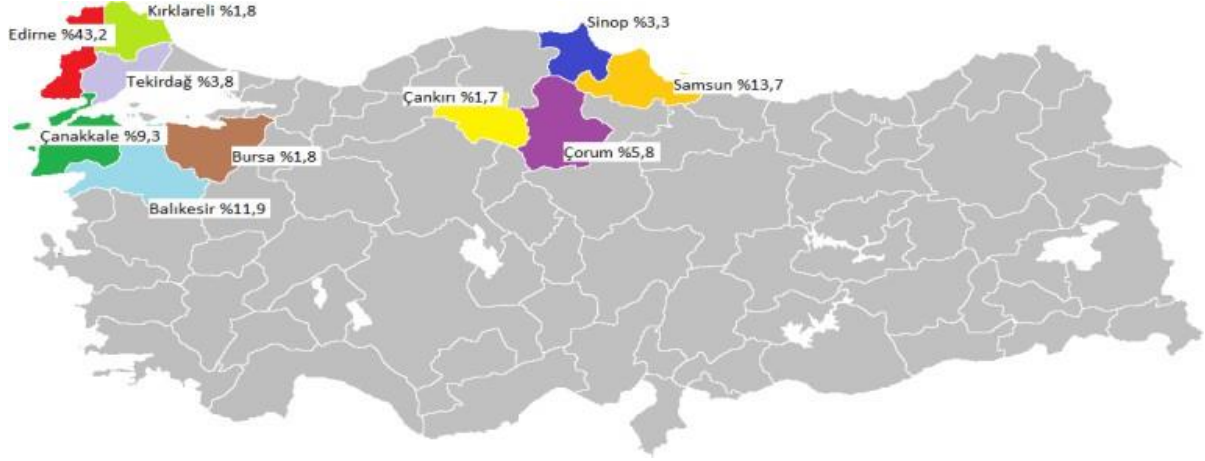 Kırklareli %1,8
Edirne %43,2
Tekirdağ %3,8
Çanakkale %9,3
Bursa %1,8
Balıkesir %11,9
Sinop %3,3
Samsun %13,7
Çankırı %1,7
Çorum %5,8